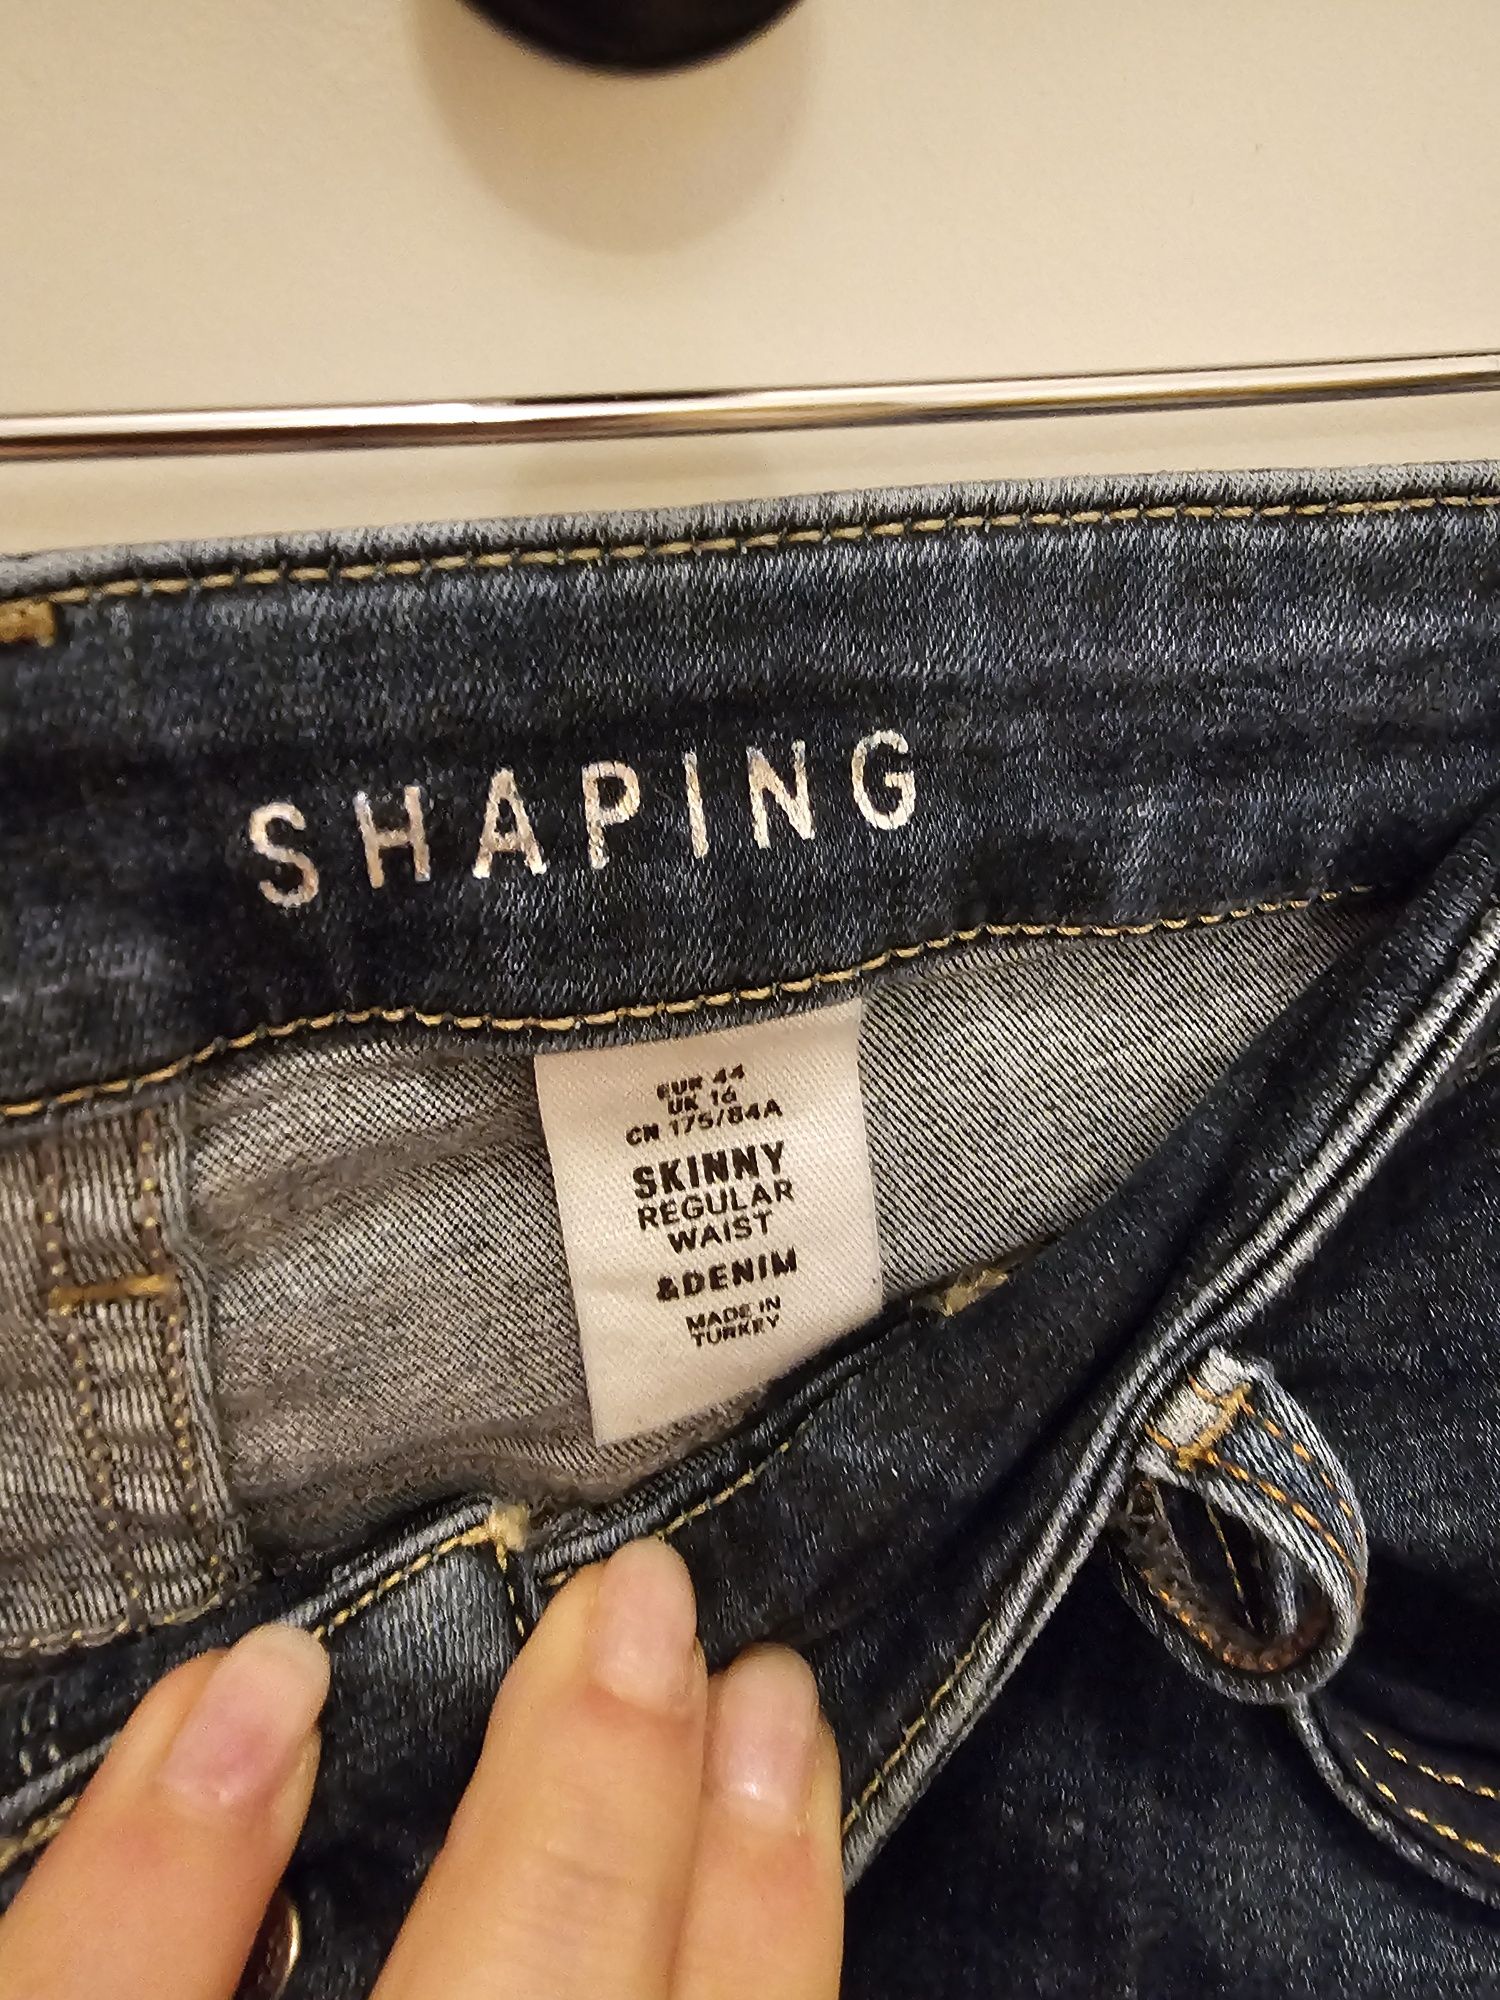 SHAPING
EUR 44
UK 16
CN 175/84A
SKINNY
REGULAR
WAIST
&DENIM
MADE IN
TURKEY